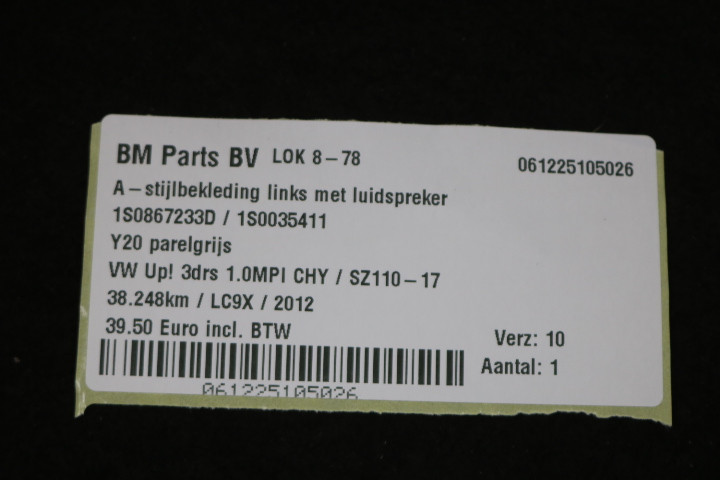 BM Parts BV LOK 8-78 061225105026
A-stijlbekleding links met luidspreker
1S0867233D / 1S0035411
Y20 parelgrijs
VW Up! 3drs 1.0MPI CHY / SZ110-17
38.248km / LC9X / 2012
39.50 Euro incl. BTW
Verz: 10
Aantal: 1
061225105026